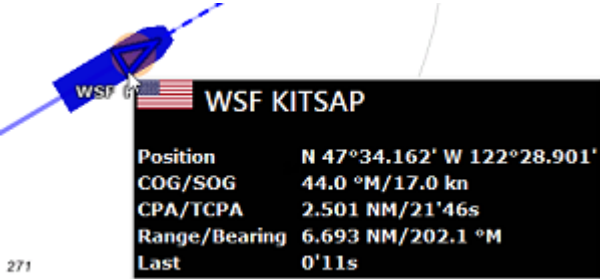 WSF
WSF KITSAP
Position N 47°34.162' W 122°28.901'
COG/SOG 44.0 °M/17.0 kn
CPA/TCPA 2.501 NM/21'46s
Range/Bearing 6.693 NM/202.1 °M
Last 0'11s
271